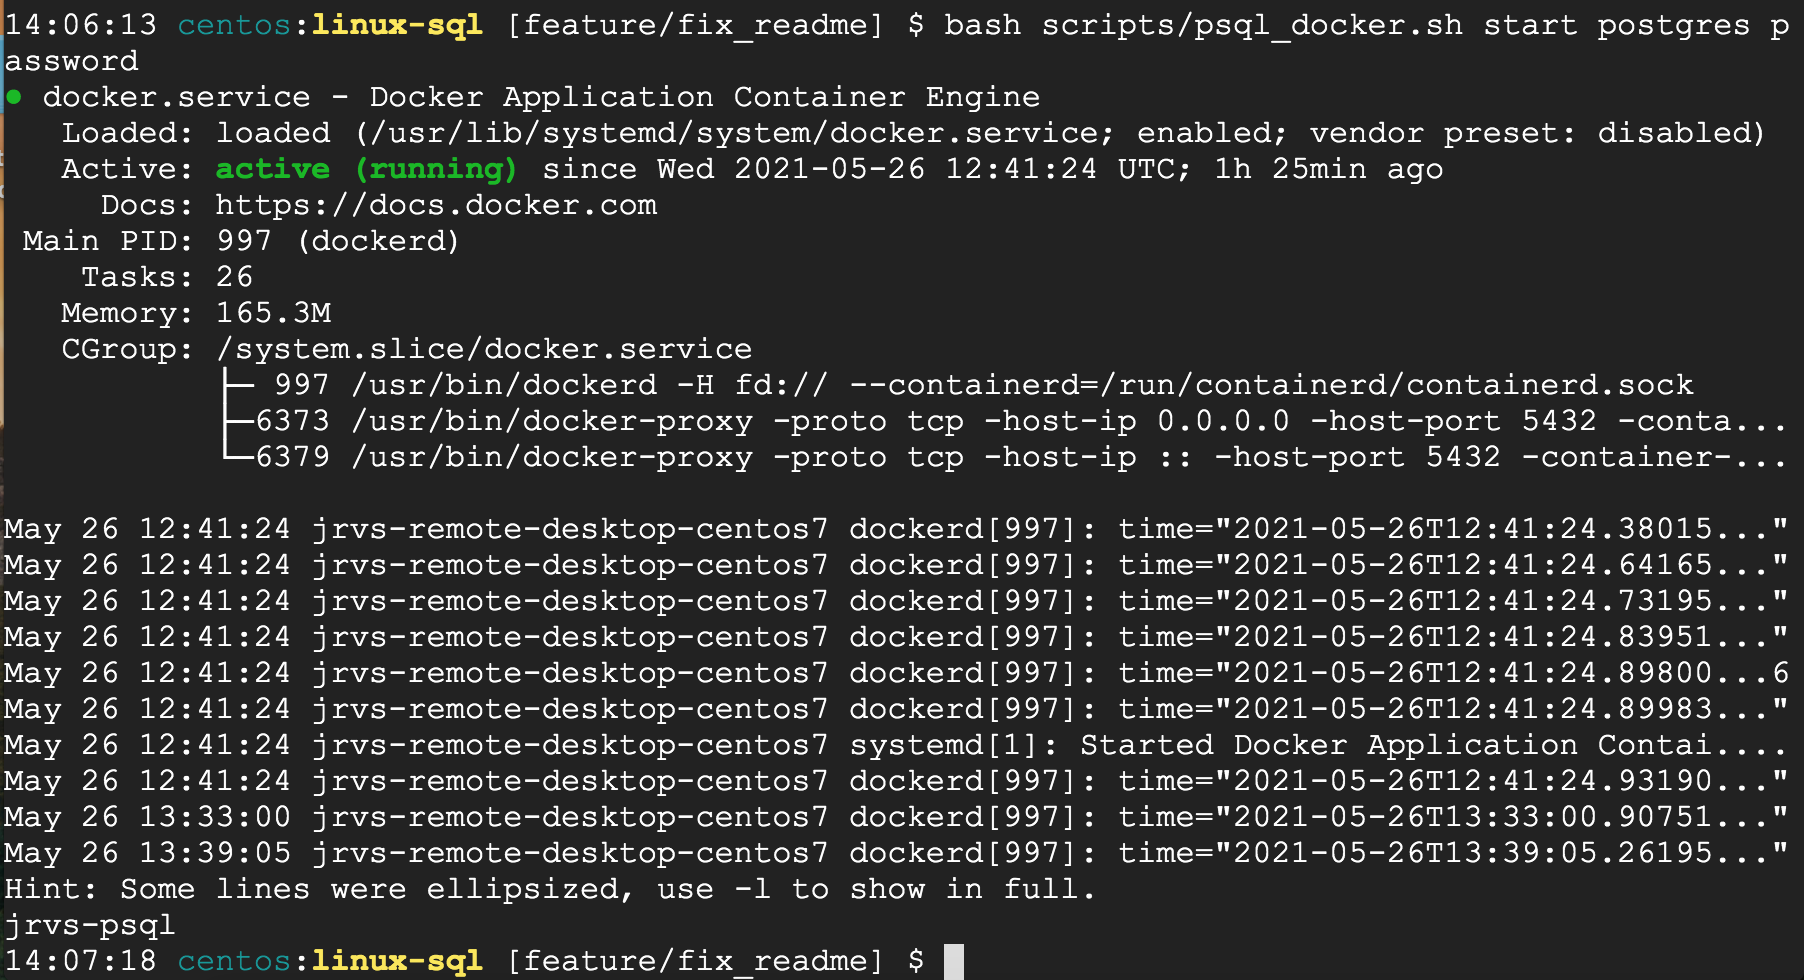 14:06:13 centos:linux-sql [feature/fix_readme] $ bash scripts/psql_docker.sh start postgres p
assword
● docker.service - Docker Application Container Engine
   Loaded: loaded (/usr/lib/systemd/system/docker.service; enabled; vendor preset: disabled)
   Active: active (running) since Wed 2021-05-26 12:41:24 UTC; 1h 25min ago
     Docs: https://docs.docker.com
 Main PID: 997 (dockerd)
    Tasks: 26
   Memory: 165.3M
   CGroup: /system.slice/docker.service
           ├─ 997 /usr/bin/dockerd -H fd:// --containerd=/run/containerd/containerd.sock
           ├─6373 /usr/bin/docker-proxy -proto tcp -host-ip 0.0.0.0 -host-port 5432 -conta...
           └─6379 /usr/bin/docker-proxy -proto tcp -host-ip :: -host-port 5432 -container-...

May 26 12:41:24 jrvs-remote-desktop-centos7 dockerd[997]: time="2021-05-26T12:41:24.38015..."
May 26 12:41:24 jrvs-remote-desktop-centos7 dockerd[997]: time="2021-05-26T12:41:24.64165..."
May 26 12:41:24 jrvs-remote-desktop-centos7 dockerd[997]: time="2021-05-26T12:41:24.73195..."
May 26 12:41:24 jrvs-remote-desktop-centos7 dockerd[997]: time="2021-05-26T12:41:24.83951..."
May 26 12:41:24 jrvs-remote-desktop-centos7 dockerd[997]: time="2021-05-26T12:41:24.89800...6
May 26 12:41:24 jrvs-remote-desktop-centos7 dockerd[997]: time="2021-05-26T12:41:24.89983..."
May 26 12:41:24 jrvs-remote-desktop-centos7 systemd[1]: Started Docker Application Contai....
May 26 12:41:24 jrvs-remote-desktop-centos7 dockerd[997]: time="2021-05-26T12:41:24.93190..."
May 26 13:33:00 jrvs-remote-desktop-centos7 dockerd[997]: time="2021-05-26T13:33:00.90751..."
May 26 13:39:05 jrvs-remote-desktop-centos7 dockerd[997]: time="2021-05-26T13:39:05.26195..."
Hint: Some lines were ellipsized, use -l to show in full.
jrvs-psql
14:07:18 centos:linux-sql [feature/fix_readme] $